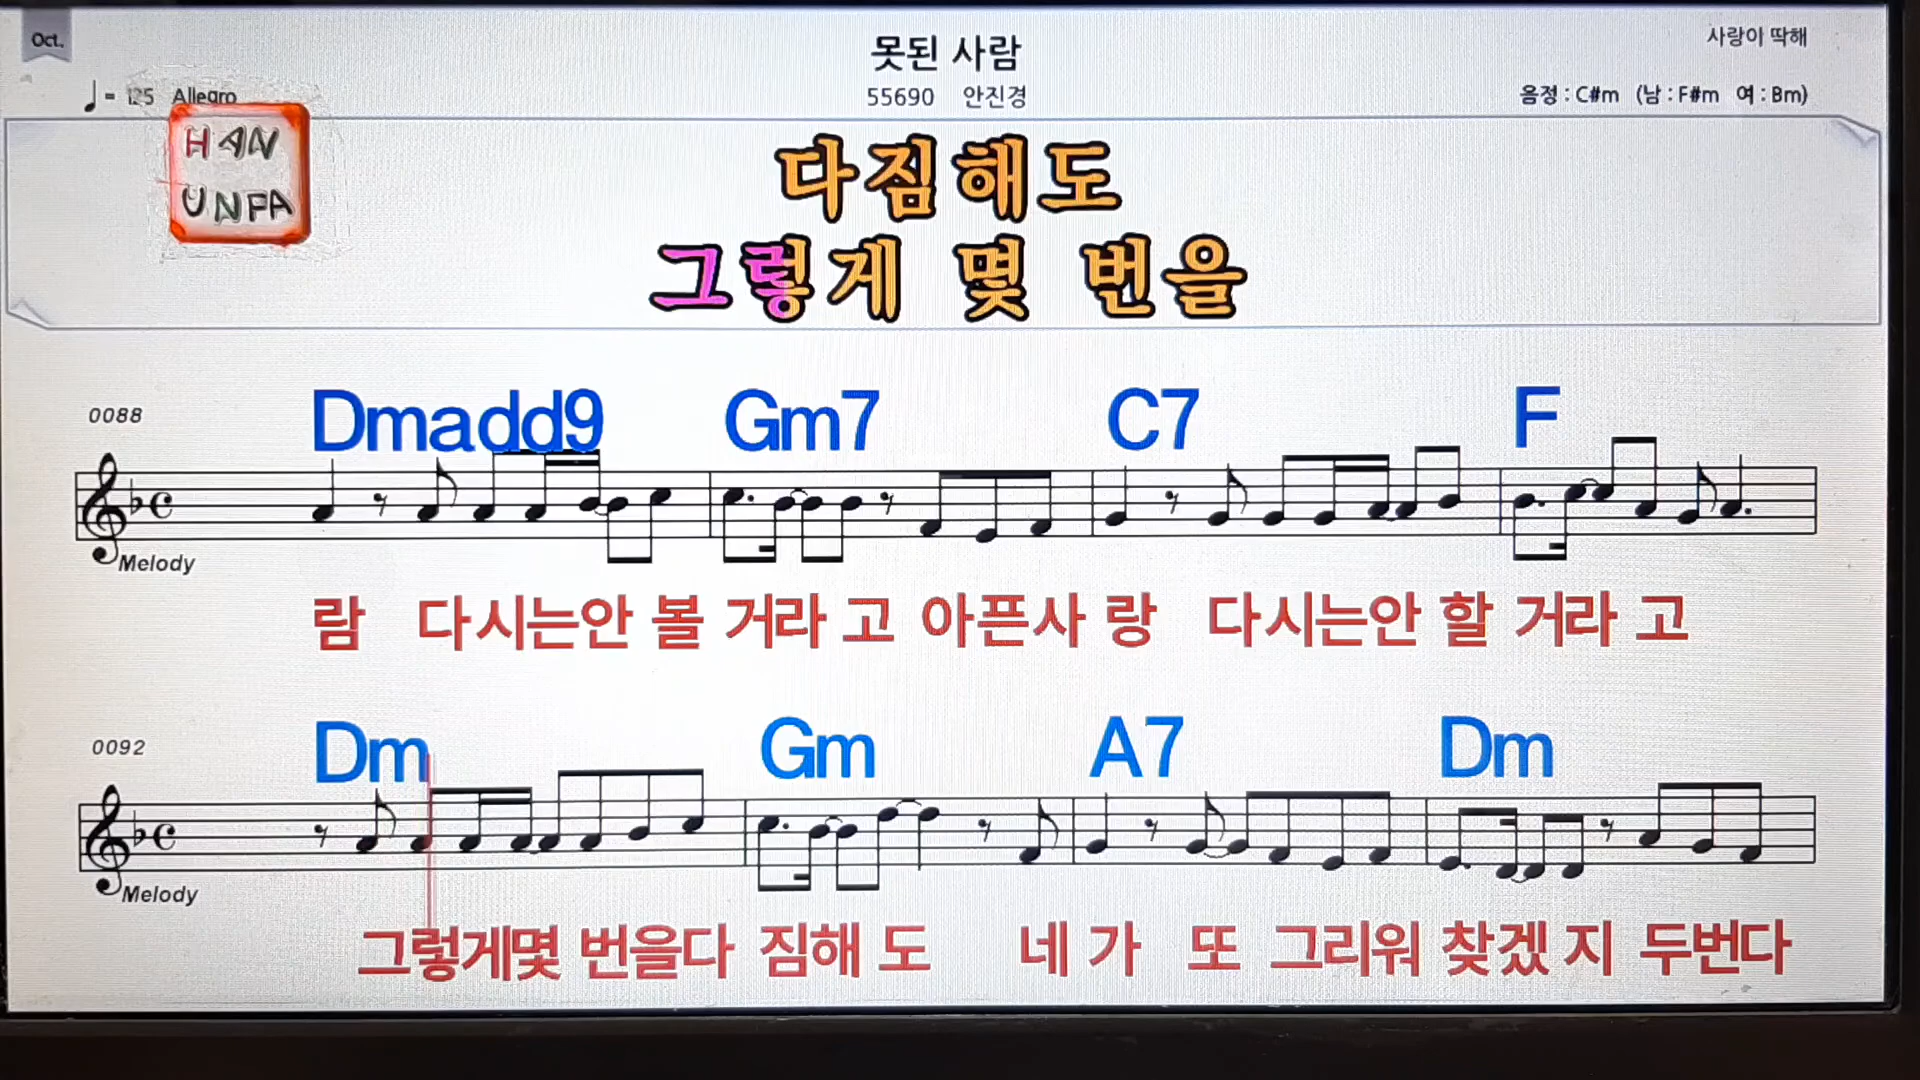 Oct.
못된 사람
사랑이 딱해
♩= 125 Allegro
55690 안진경
음정 : C#m (남 : F#m 여 : Bm)
HAN
UNPA
다짐해도
그렇게 몇 번을
0088
Dmadd9 Gm7 C7 F
Melody
람 다시는안 볼 거라 고 아픈사 랑 다시는안 할 거라 고
0092
Dm Gm A7 Dm
Melody
그렇게몇 번을다 짐해 도 네 가 또 그리워 찾겠 지 두번다